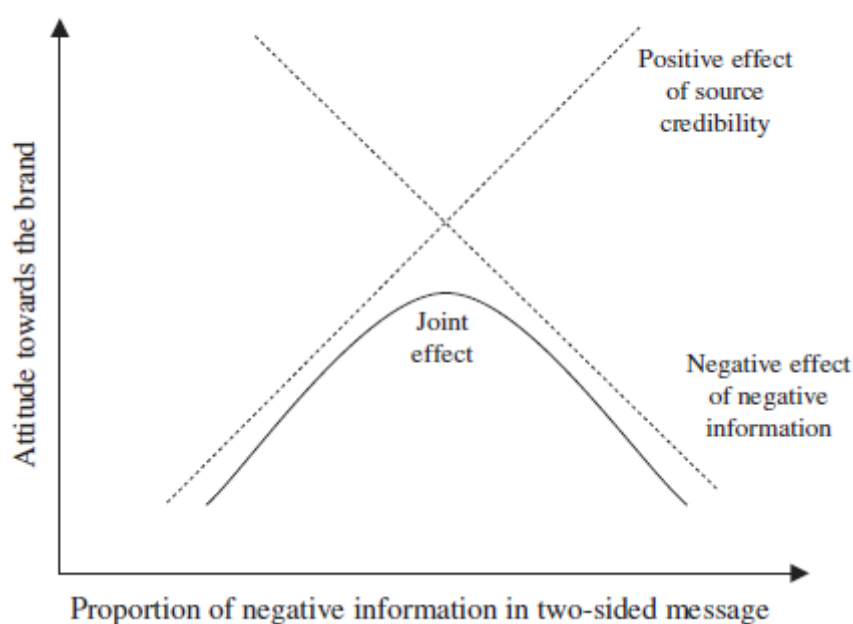 Positive effect
of source
credibility
Attitude towards the brand
Joint
effect
Negative effect
of negative
information
Proportion of negative information in two-sided message